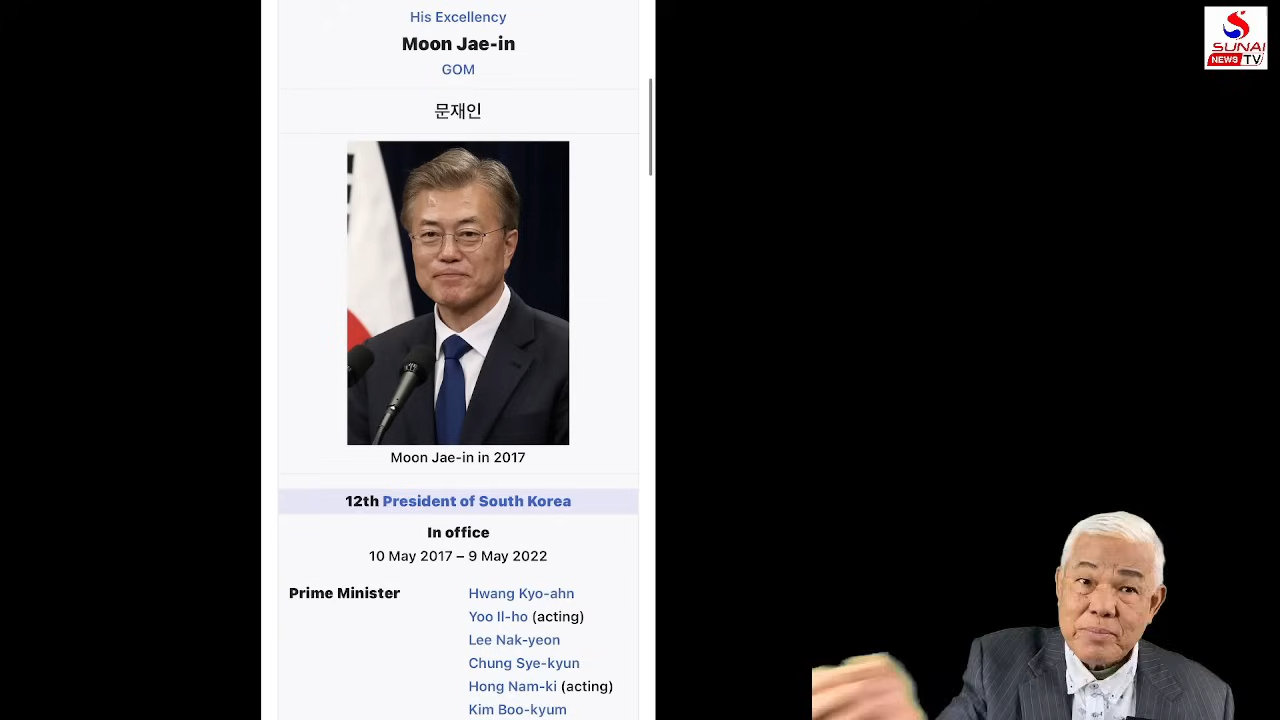 His Excellency
Moon Jae-in
GOM
문재인
Moon Jae-in in 2017
12th President of South Korea
In office
10 May 2017 – 9 May 2022
Prime Minister
Hwang Kyo-ahn
Yoo Il-ho (acting)
Lee Nak-yeon
Chung Sye-kyun
Hong Nam-ki (acting)
Kim Boo-kyum
SUNAI
NEWS TV